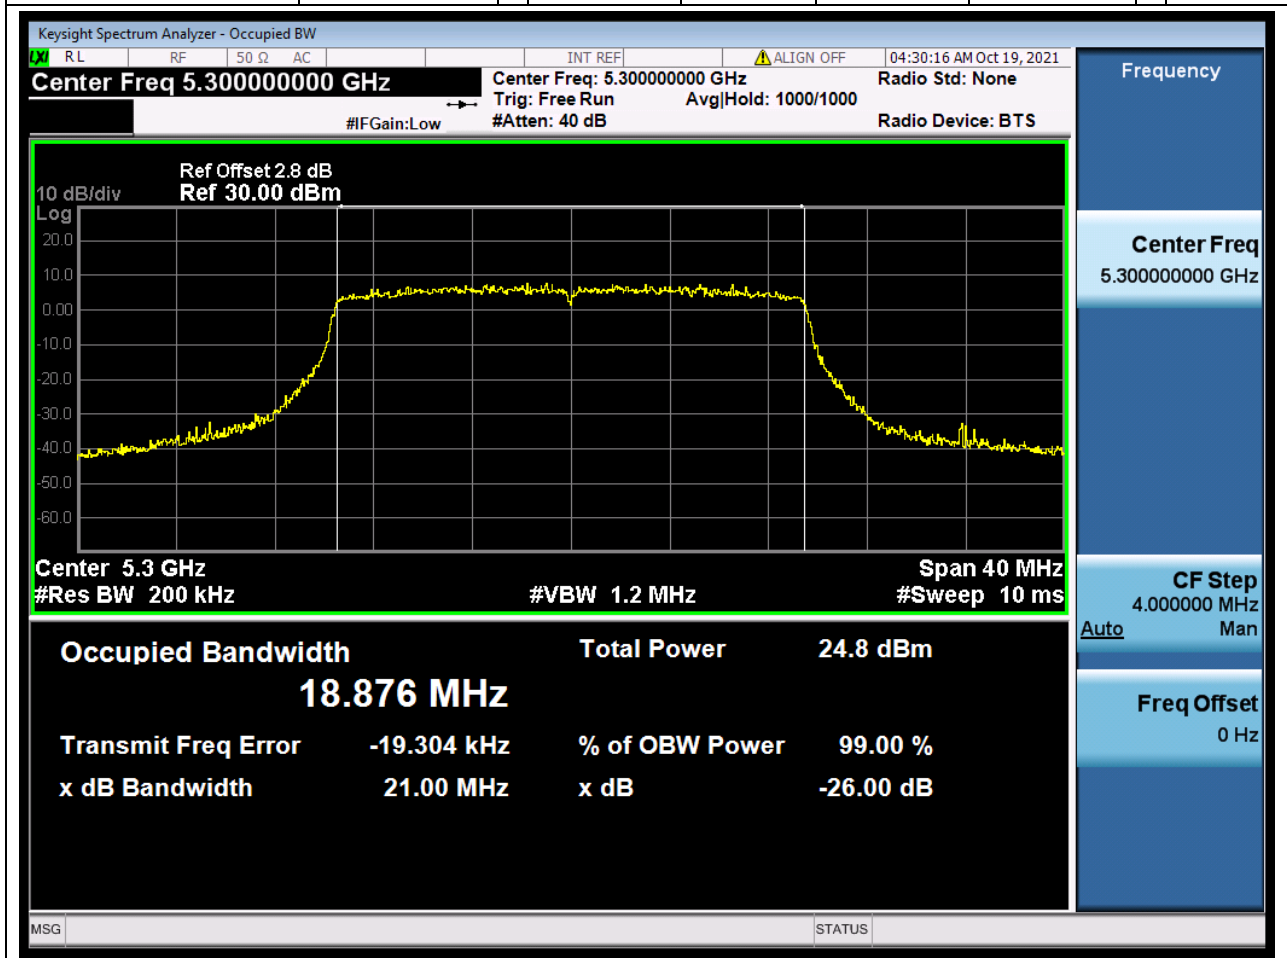 Keysight Spectrum Analyzer - Occupied BW
LXI RL RF 50 Ω AC INT REF ALIGN OFF 04:30:16 AM Oct 19, 2021
Center Freq 5.300000000 GHz
Center Freq: 5.300000000 GHz
Radio Std: None
Trig: Free Run Avg|Hold: 1000/1000
#IFGain:Low
#Atten: 40 dB
Radio Device: BTS
Ref Offset 2.8 dB
10 dB/div Ref 30.00 dBm
Log
20.0
10.0
0.00
-10.0
-20.0
-30.0
-40.0
-50.0
-60.0
Center 5.3 GHz Span 40 MHz
#Res BW 200 kHz #VBW 1.2 MHz #Sweep 10 ms
Occupied Bandwidth Total Power 24.8 dBm
18.876 MHz
Transmit Freq Error -19.304 kHz % of OBW Power 99.00 %
x dB Bandwidth 21.00 MHz x dB -26.00 dB
MSG STATUS
Frequency
Center Freq
5.300000000 GHz
CF Step
4.000000 MHz
Auto Man
Freq Offset
0 Hz